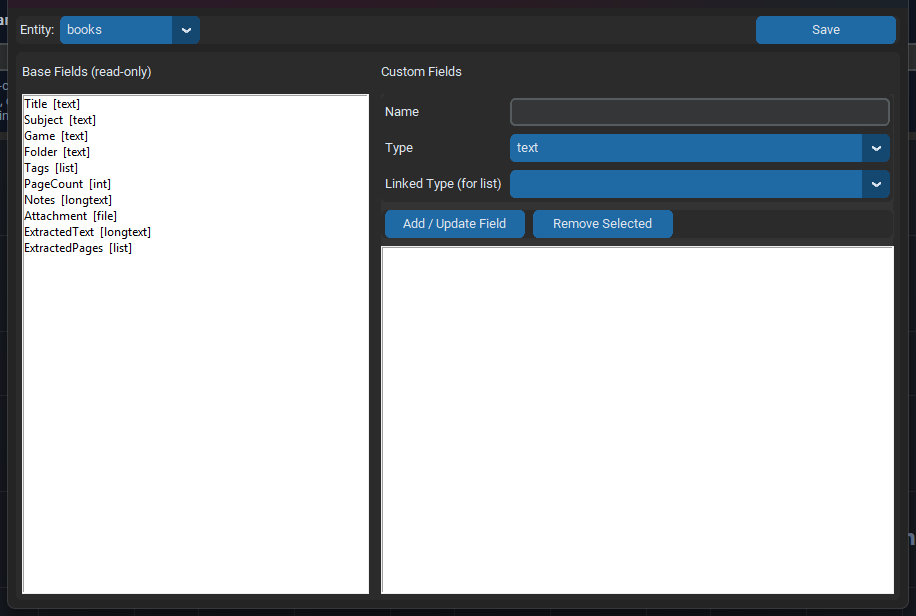 Entity: books Save
Base Fields (read-only)
Title [text]
Subject [text]
Game [text]
Folder [text]
Tags [list]
PageCount [int]
Notes [longtext]
Attachment [file]
ExtractedText [longtext]
ExtractedPages [list]
Custom Fields
Name
Type text
Linked Type (for list)
Add / Update Field Remove Selected